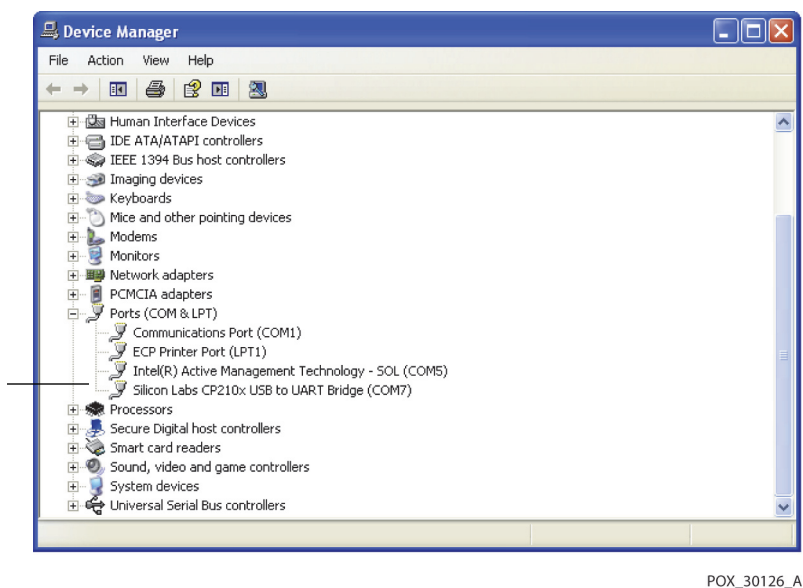 Device Manager
File Action View Help
Human Interface Devices
IDE ATA/ATAPI controllers
IEEE 1394 Bus host controllers
Imaging devices
Keyboards
Mice and other pointing devices
Modems
Monitors
Network adapters
PCMCIA adapters
Ports (COM & LPT)
Communications Port (COM1)
ECP Printer Port (LPT1)
Intel(R) Active Management Technology - SOL (COM5)
Silicon Labs CP210x USB to UART Bridge (COM7)
Processors
Secure Digital host controllers
Smart card readers
Sound, video and game controllers
System devices
Universal Serial Bus controllers
POX_30126_A